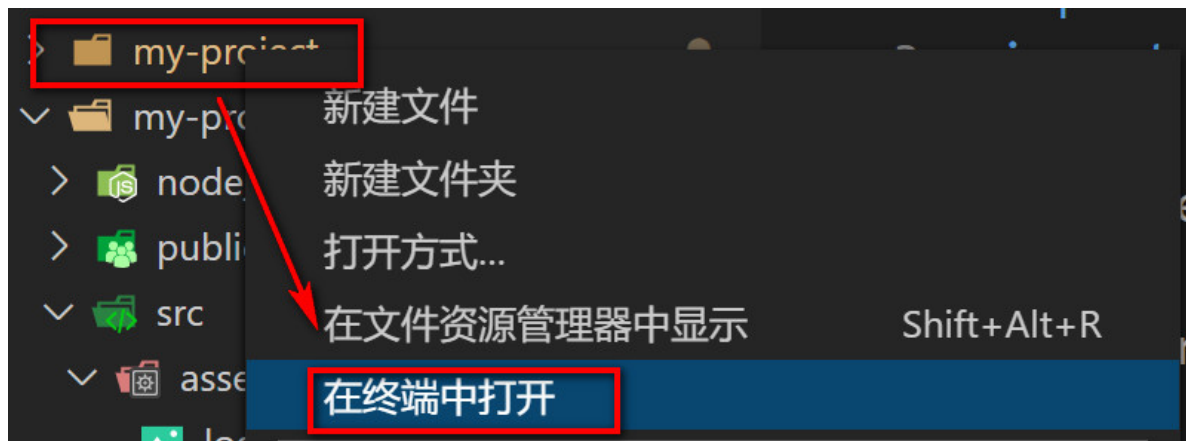 my-project
新建文件
my-pro
新建文件夹
node
打开方式...
publi
在文件资源管理器中显示 Shift+Alt+R
src
在终端中打开
asse